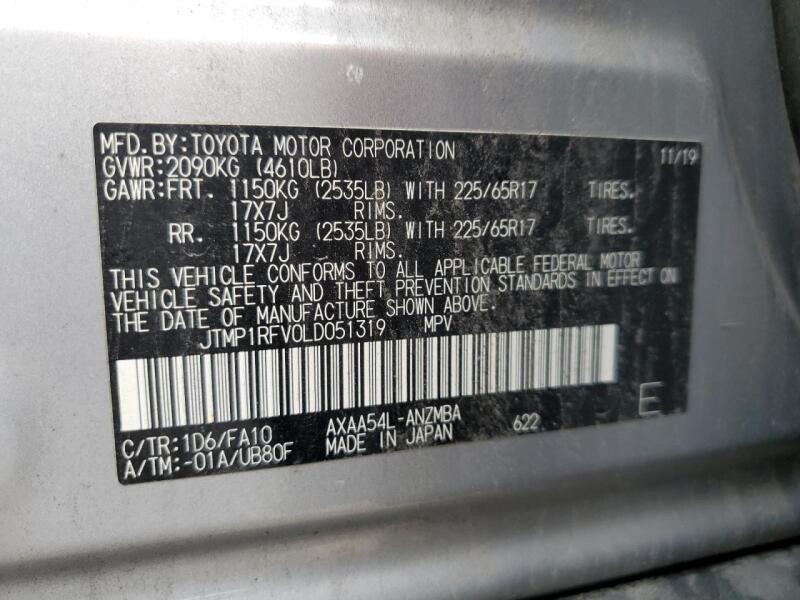 MFD.BY:TOYOTA MOTOR CORPORATION 11/19
GVWR:2090KG (4610LB)
GAWR:FRT. 1150KG (2535LB) WITH 225/65R17 TIRES.
17X7J RIMS.
RR. 1150KG (2535LB) WITH 225/65R17 TIRES.
17X7J RIMS.
THIS VEHICLE CONFORMS TO ALL APPLICABLE FEDERAL MOTOR
VEHICLE SAFETY AND THEFT PREVENTION STANDARDS IN EFFECT ON
THE DATE OF MANUFACTURE SHOWN ABOVE.
JTMP1RFV0LD051319 MPV
C/TR:1D6/FA10 AXAA54L-ANZMBA 622 E
A/TM:-01A/UB80F MADE IN JAPAN